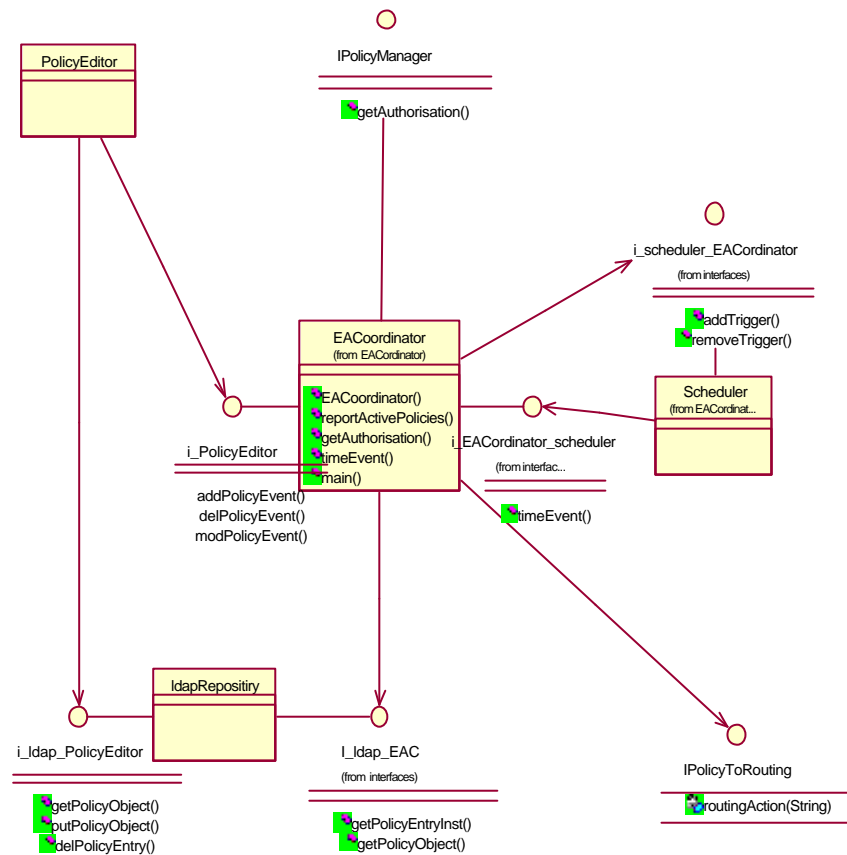 PolicyEditor
IPolicyManager
getAuthorisation()
i_scheduler_EACordinator
(from interfaces)
addTrigger()
removeTrigger()
EACoordinator
(from EACordinator)
EACoordinator()
reportActivePolicies()
getAuthorisation()
timeEvent()
main()
Scheduler
(from EACordinat...
i_PolicyEditor
addPolicyEvent()
delPolicyEvent()
modPolicyEvent()
i_EACordinator_scheduler
(from interfac...
timeEvent()
ldapRepositiry
i_ldap_PolicyEditor
getPolicyObject()
putPolicyObject()
delPolicyEntry()
I_ldap_EAC
(from interfaces)
getPolicyEntryInst()
getPolicyObject()
IPolicyToRouting
routingAction(String)